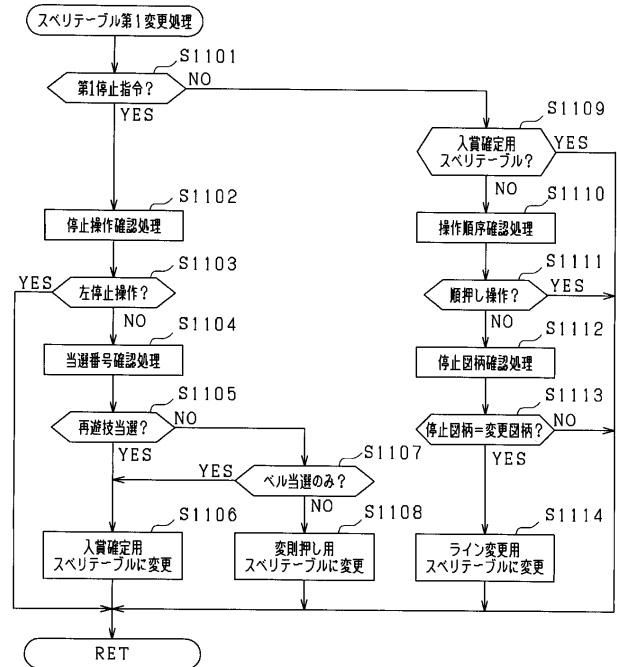 スベリテーブル第1変更処理
S1101
第1停止指令?
NO
YES
S1102
停止操作確認処理
S1103
左停止操作?
YES
NO
S1104
当選番号確認処理
S1105
再遊技当選?
NO
YES
S1107
ベル当選のみ?
YES
NO
S1106
入賞確定用
スベリテーブルに変更
S1108
変則押し用
スベリテーブルに変更
S1109
入賞確定用
スベリテーブル?
YES
NO
S1110
操作順序確認処理
S1111
順押し操作?
YES
NO
S1112
停止図柄確認処理
S1113
停止図柄=変更図柄?
NO
YES
S1114
ライン変更用
スベリテーブルに変更
RET